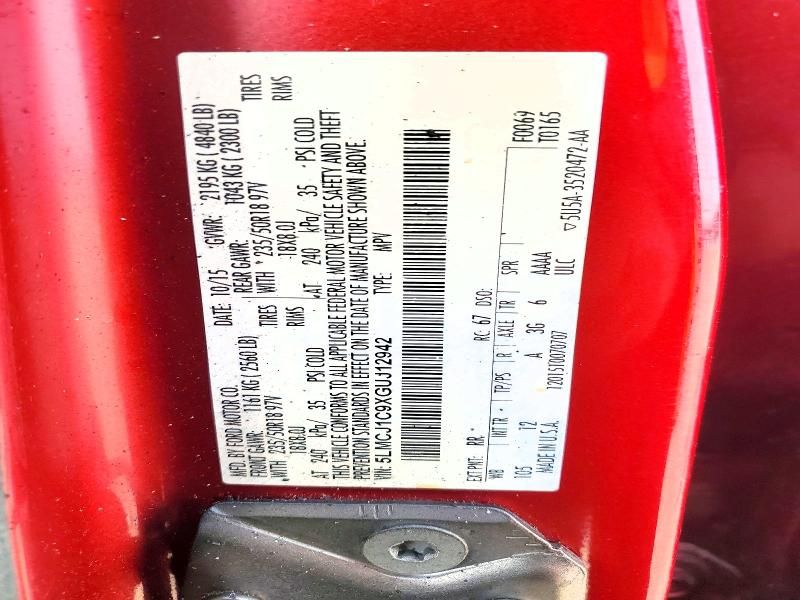 MFD. BY FORD MOTOR CO.
DATE: 10/15 GVWR: 2195 KG ( 4840 LB)
FRONT GAWR: 1161 KG ( 2560 LB) REAR GAWR: 1043 KG ( 2300 LB)
WITH 235/50R18 97V TIRES WITH 235/50R18 97V TIRES
18X8.0J RIMS 18X8.0J RIMS
AT 240 kPa/ 35 PSI COLD AT 240 kPa/ 35 PSI COLD
THIS VEHICLE CONFORMS TO ALL APPLICABLE FEDERAL MOTOR VEHICLE SAFETY AND THEFT
PREVENTION STANDARDS IN EFFECT ON THE DATE OF MANUFACTURE SHOWN ABOVE.
VIN: 5LMCJ1C9XGUJ12942 TYPE: MPV
EXT PNT: RR RC: 67 DSO: F0069
WB INT TR TP/PS R AXLE TR SPR T0165
105 12 A 3G 6 AAAAA
MADE IN U.S.A. 12015T0070707 ULC ▽5U5A-3520472-AA